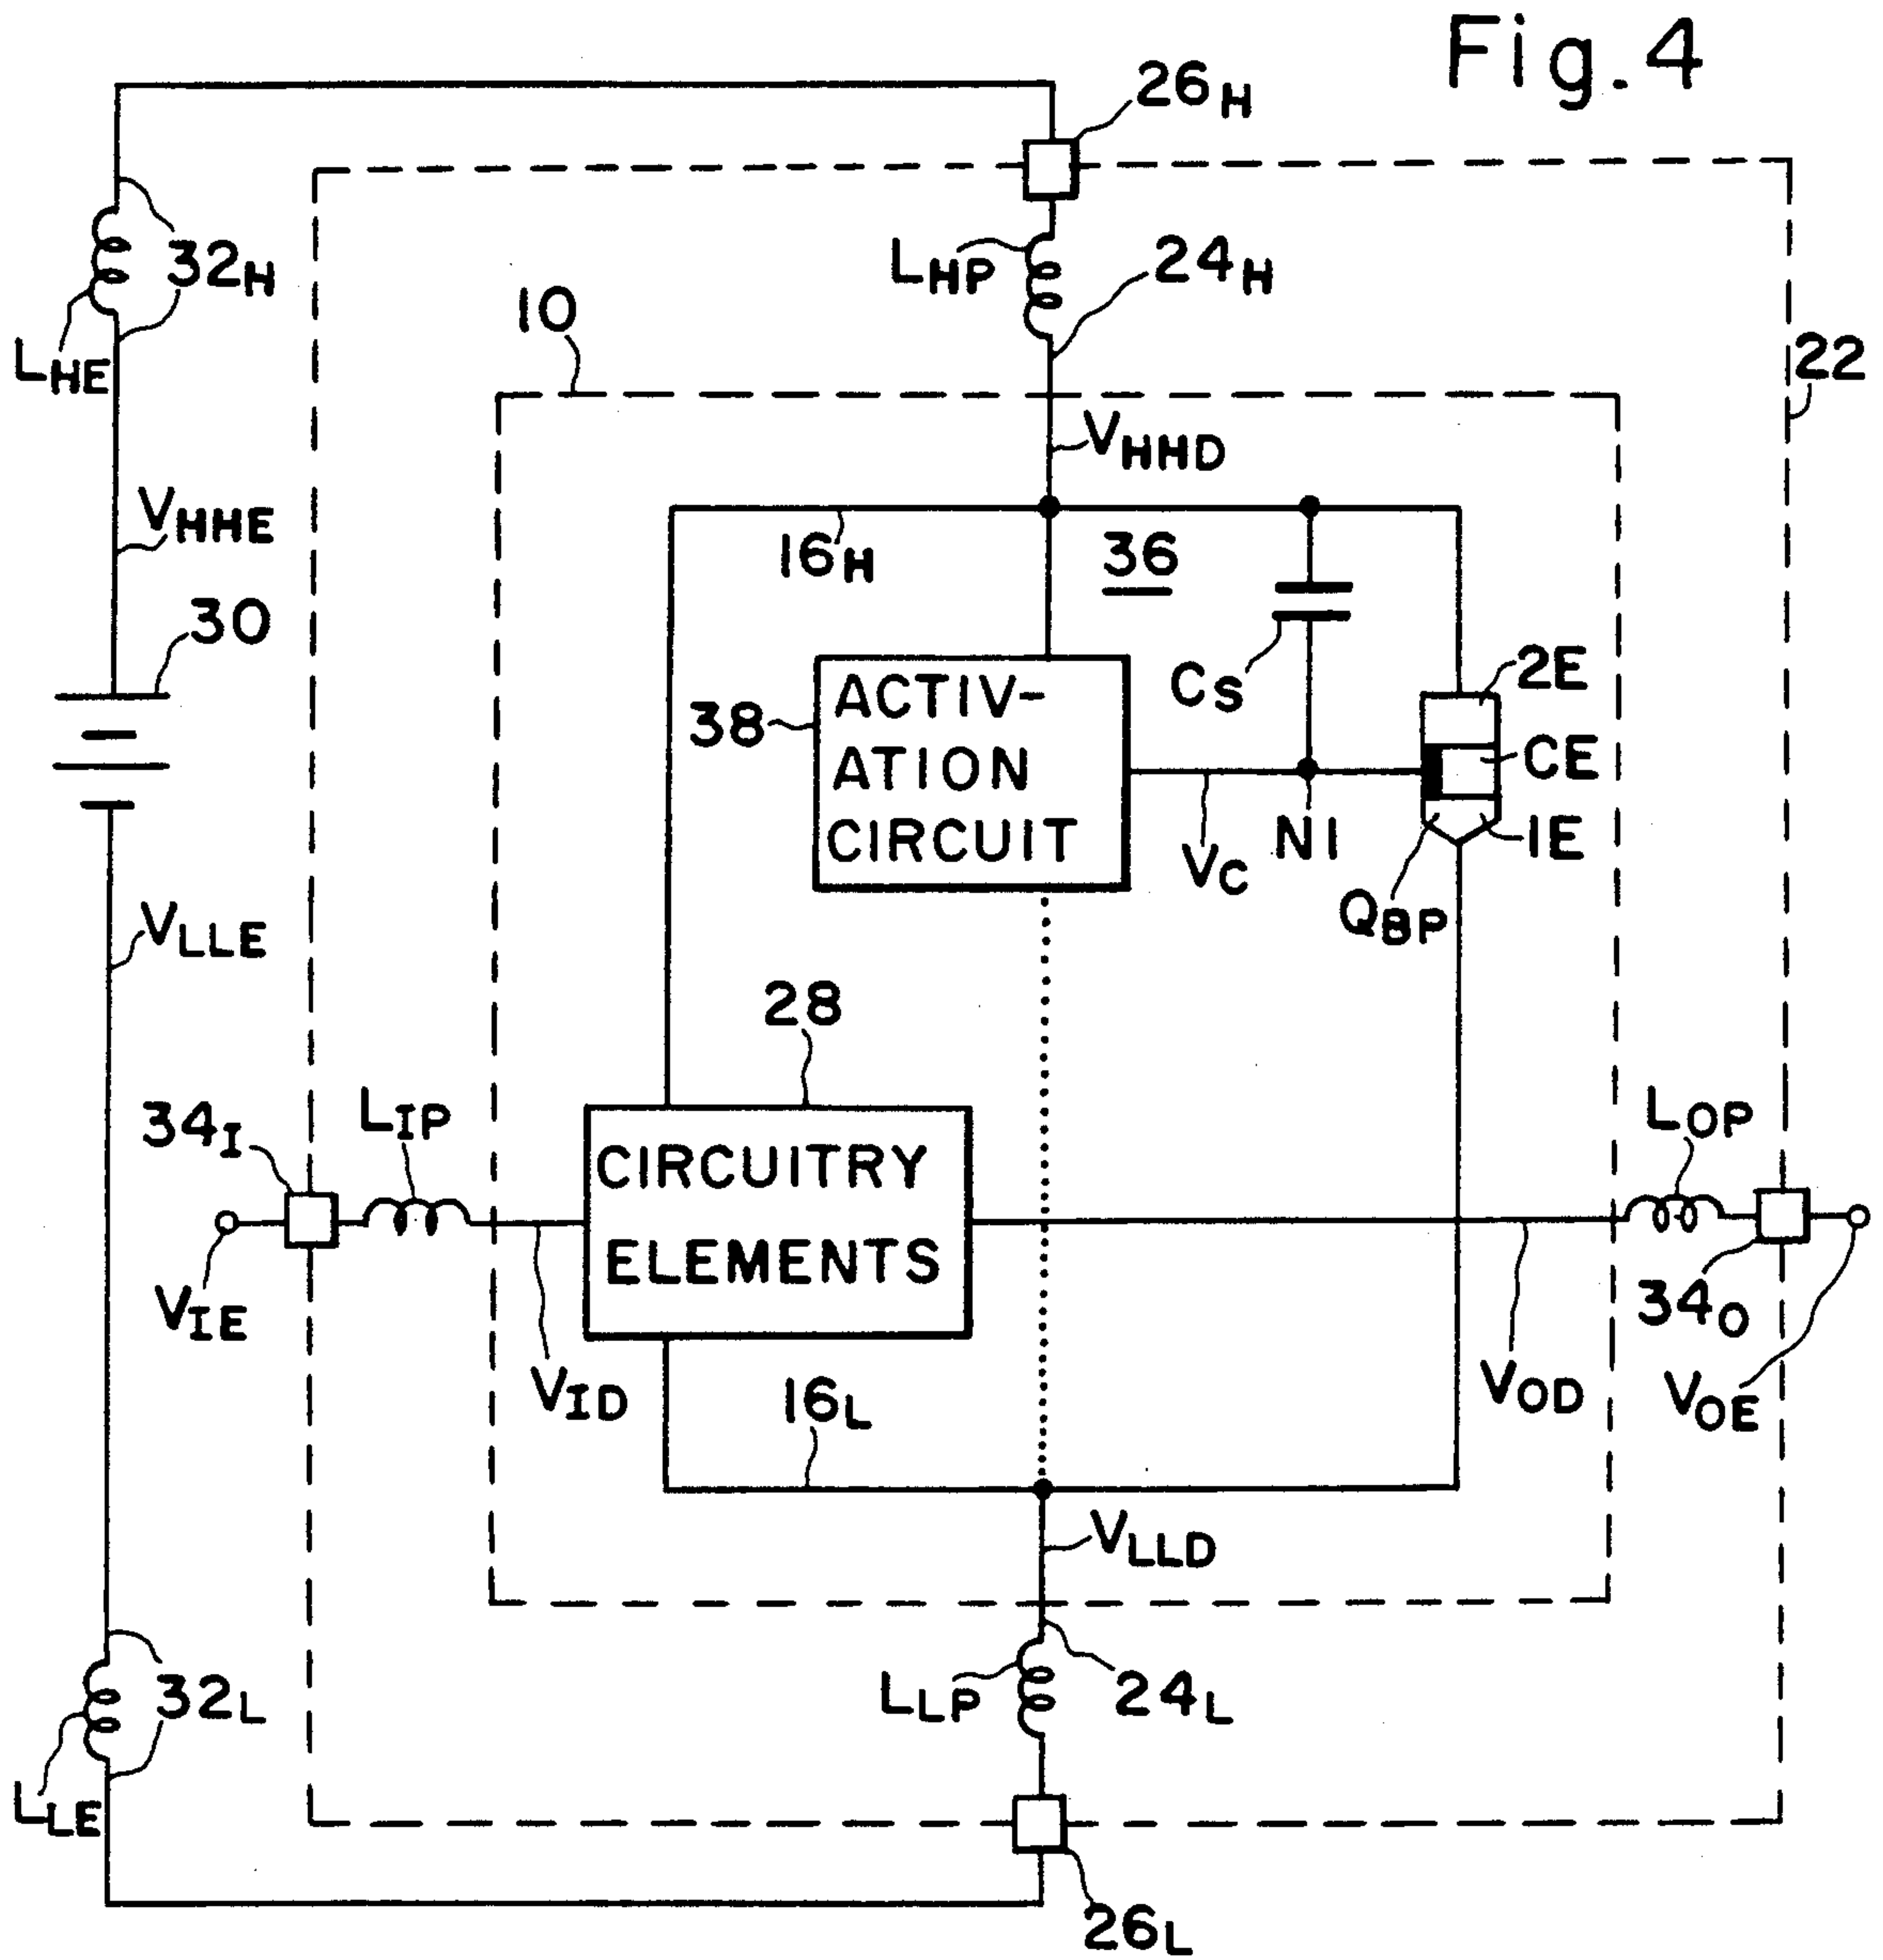 Fig. 4
26H
32H
LHP
24H
10
LHE
22
VHHD
VHHE
16H
36
30
2E
CS
ACTIV-
ATION
CIRCUIT
38
CE
N1
1E
VC
QBP
VLLE
28
34I
LIP
LOP
CIRCUITRY
ELEMENTS
VIE
34O
VID
16L
VOD
VOE
VLLD
32L
LLP
24L
LLE
26L